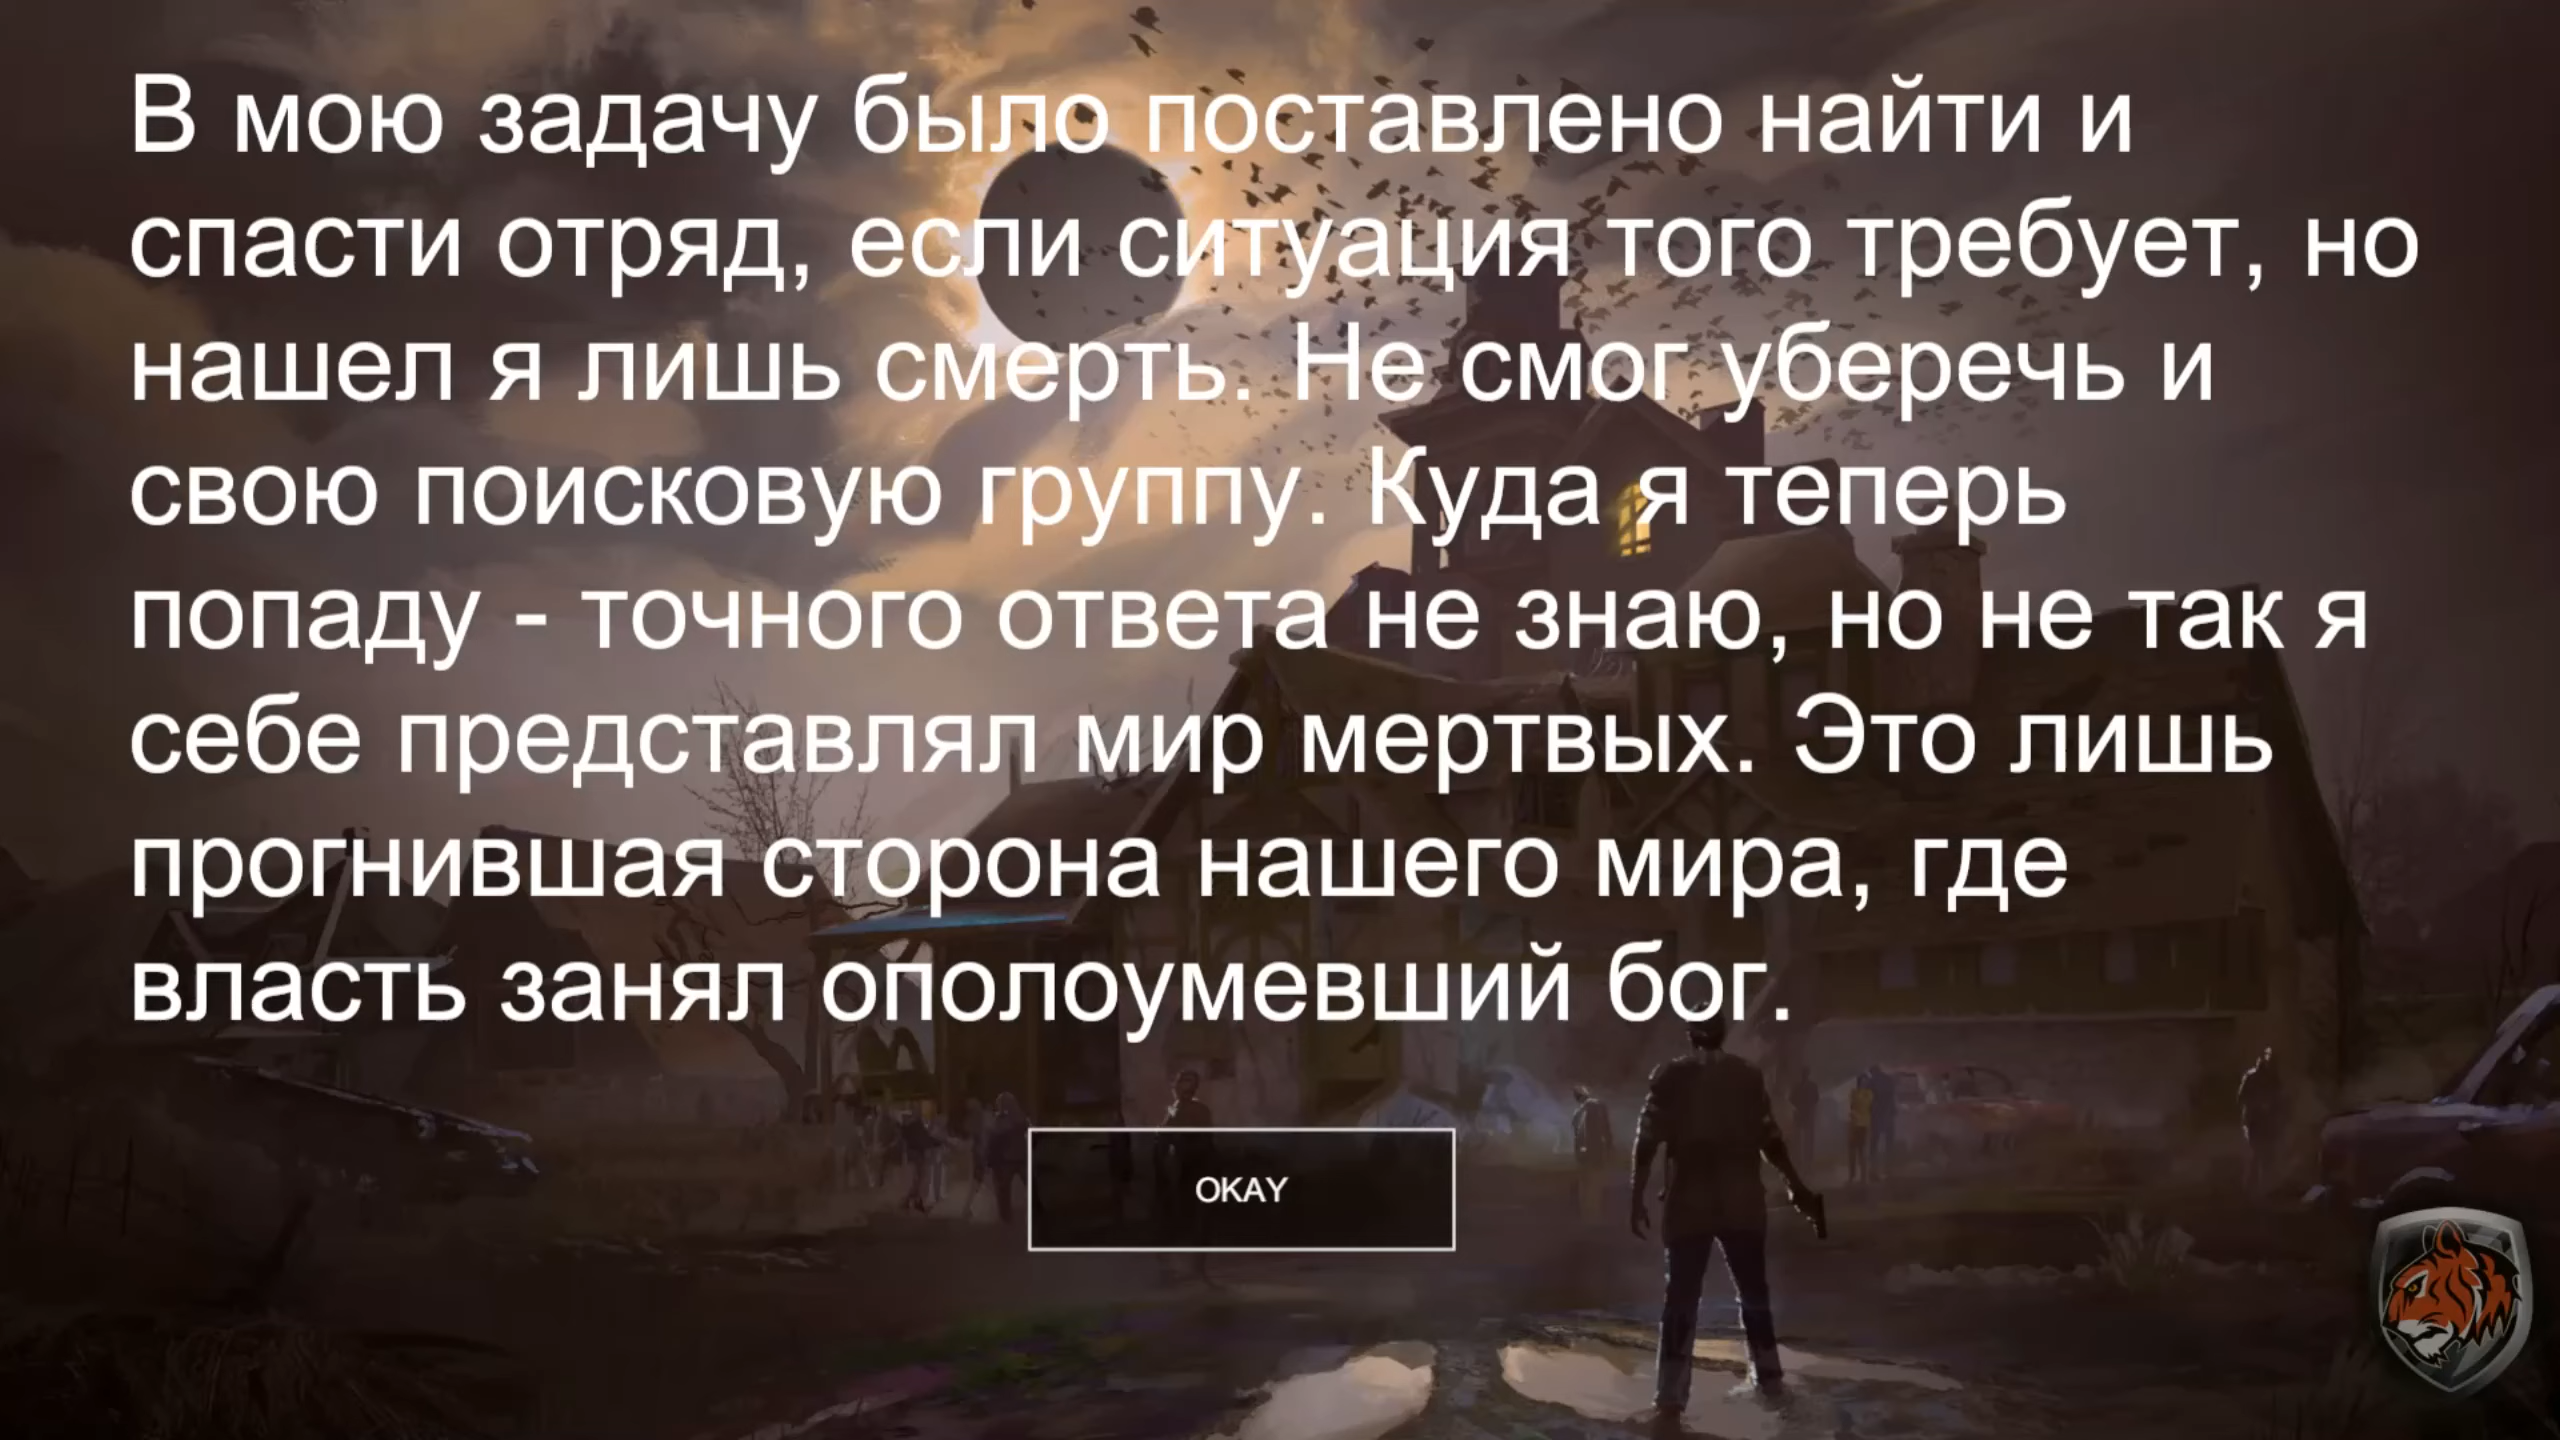 В мою задачу было поставлено найти и
спасти отряд, если ситуация того требует, но
нашел я лишь смерть. Не смог уберечь и
свою поисковую группу. Куда я теперь
попаду - точного ответа не знаю, но не так я
себе представлял мир мертвых. Это лишь
прогнившая сторона нашего мира, где
власть занял ополоумевший бог.
OKAY